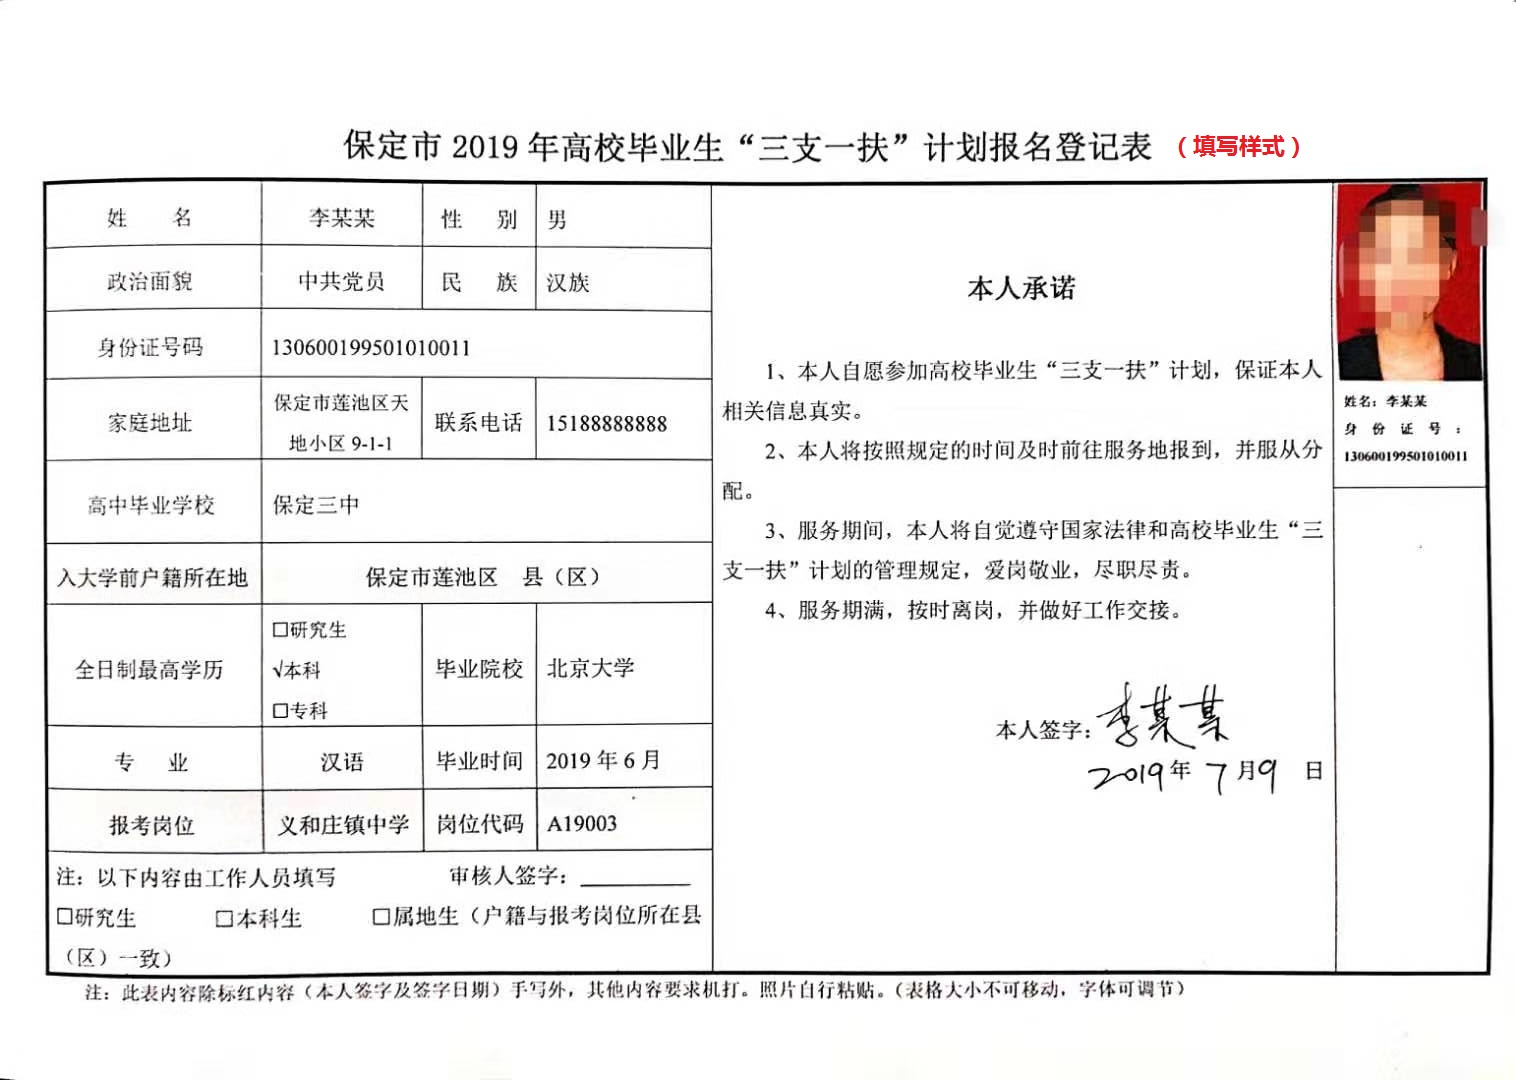 保定市 2019 年高校毕业生“三支一扶”计划报名登记表 （填写样式）
姓 名 李某某 性 别 男
政治面貌 中共党员 民 族 汉族
身份证号码 130600199501010011
家庭地址 保定市莲池区天
地小区 9-1-1 联系电话 15188888888
高中毕业学校 保定三中
入大学前户籍所在地 保定市莲池区 县（区）
全日制最高学历 □研究生
√本科
□专科
毕业院校 北京大学
专 业 汉语 毕业时间 2019 年 6 月
报考岗位 义和庄镇中学 岗位代码 A19003
注：以下内容由工作人员填写 审核人签字：
□研究生 □本科生 □属地生（户籍与报考岗位所在县
（区）一致）
本人承诺
1、本人自愿参加高校毕业生“三支一扶”计划，保证本人
相关信息真实。
2、本人将按照规定的时间及时前往服务地报到，并服从分
配。
3、服务期间，本人将自觉遵守国家法律和高校毕业生“三
支一扶”计划的管理规定，爱岗敬业，尽职尽责。
4、服务期满，按时离岗，并做好工作交接。
本人签字：李某某
2019 年 7 月 9 日
姓名：李某某
身 份 证 号 ：
130600199501010011
注：此表内容除标红内容（本人签字及签字日期）手写外，其他内容要求机打。照片自行粘贴。（表格大小不可移动，字体可调节）